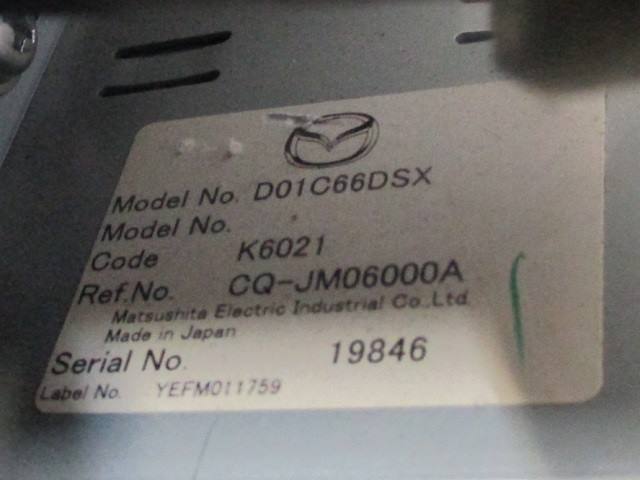 Model No. D01C66DSX
Model No.
Code K6021
Ref.No. CQ-JM06000A
Matsushita Electric Industrial Co.,Ltd.
Made in Japan
Serial No. 19846
Label No. YEFM011759